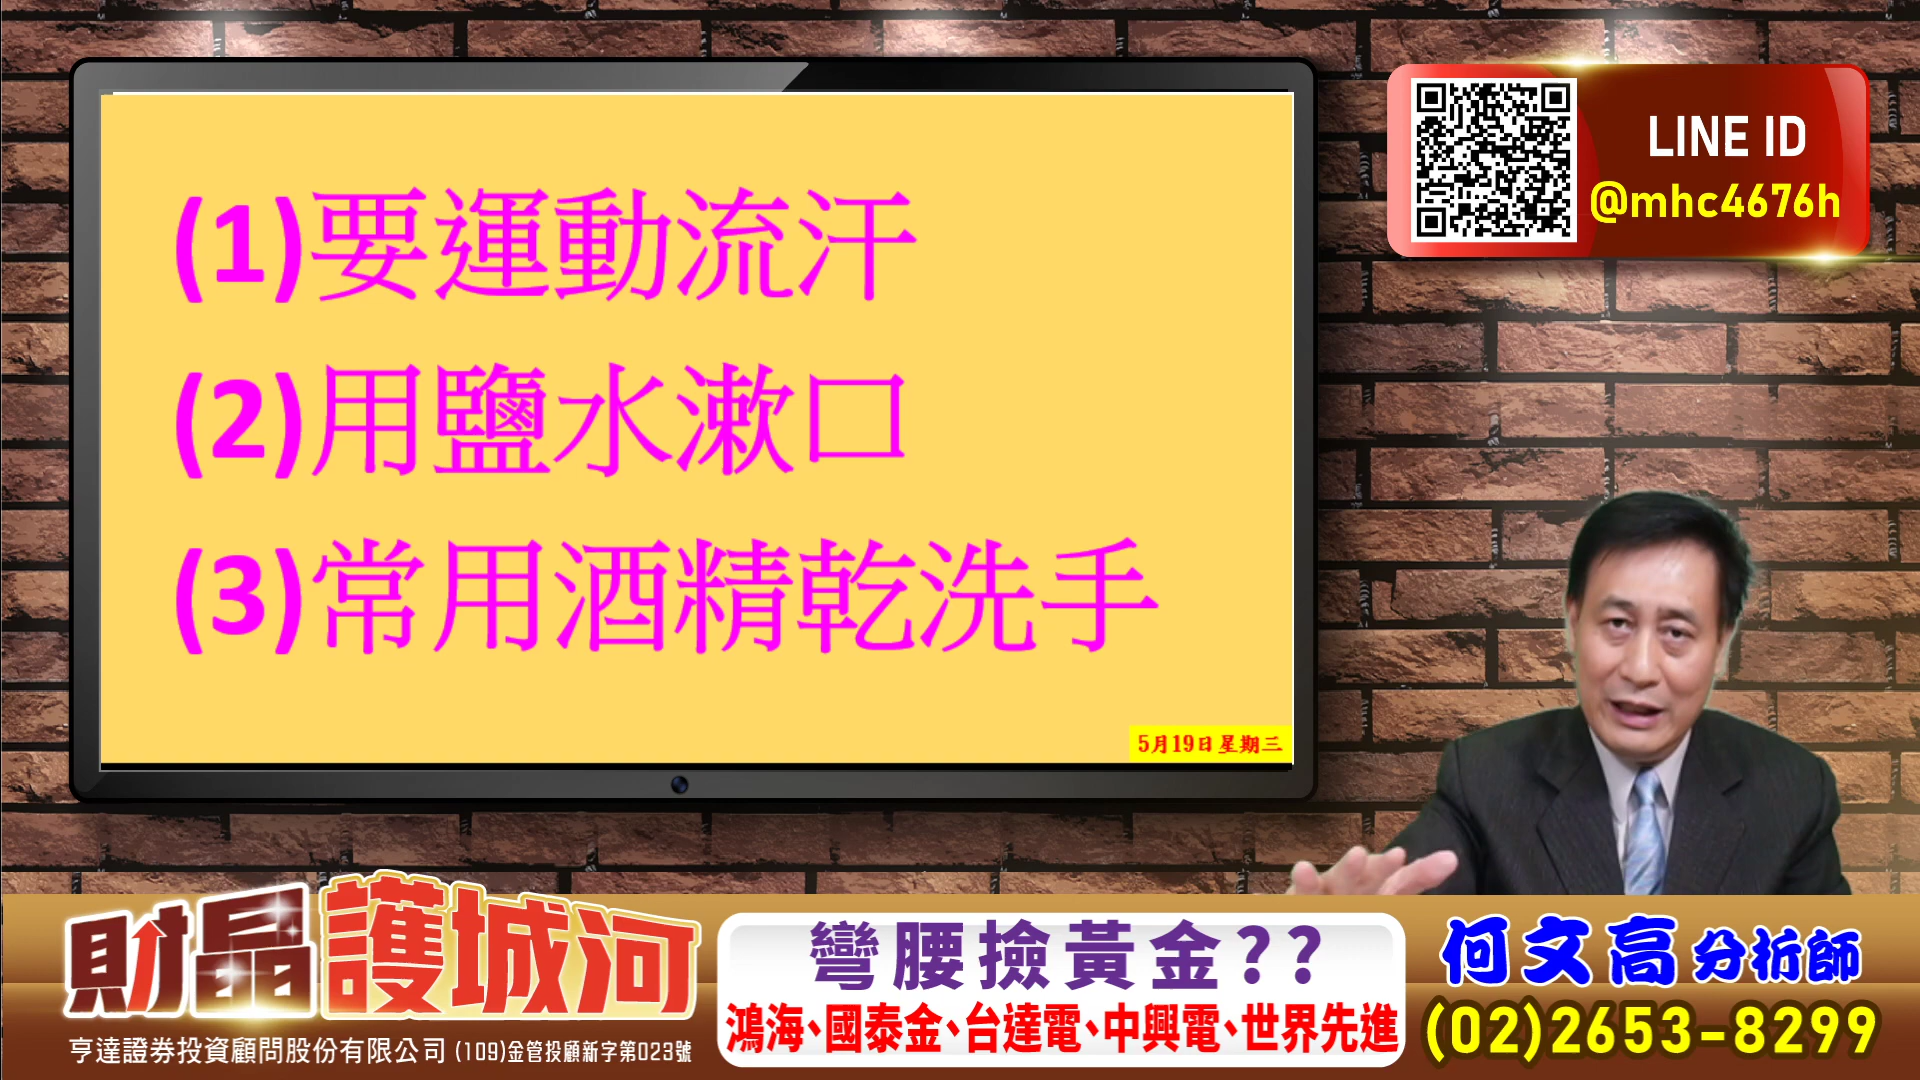 (1)要運動流汗
(2)用鹽水漱口
(3)常用酒精乾洗手
5月19日星期三
LINE ID
@mhc4676h
財晶護城河
亨達證券投資顧問股份有限公司 (109)金管投顧新字第023號
彎腰撿黃金??
鴻海、國泰金、台達電、中興電、世界先進
何文高分析師
(02)2653-8299